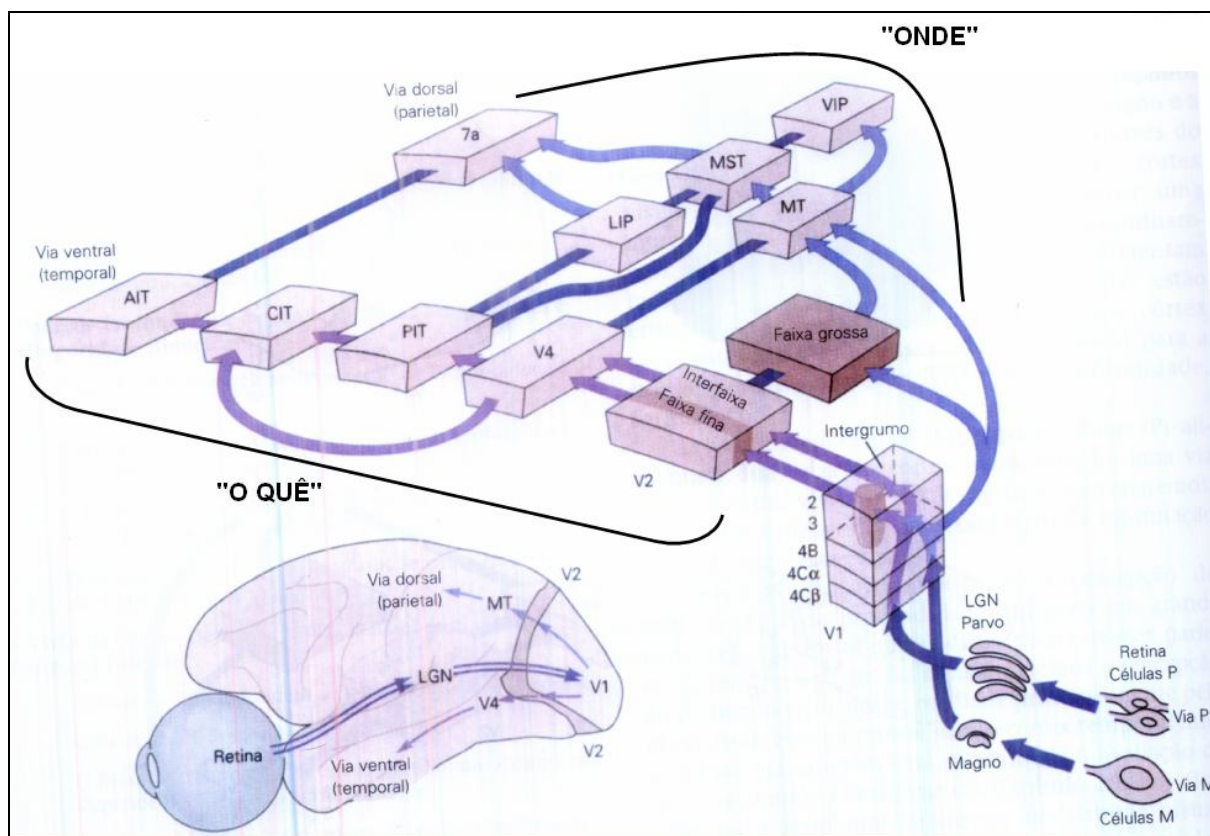 "ONDE"
Via dorsal
(parietal)
7a
VIP
MST
MT
LIP
Via ventral
(temporal)
AIT
CIT
PIT
V4
Faixa grossa
Interfaixa
Faixa fina
V2
Intergrumo
"O QUÊ"
2
3
4B
4Cα
4Cβ
V1
LGN
Parvo
Retina
Células P
Via P
Magno
Via M
Células M
V2
Via dorsal
(parietal)
MT
LGN
V1
V4
Retina
V2
Via ventral
(temporal)